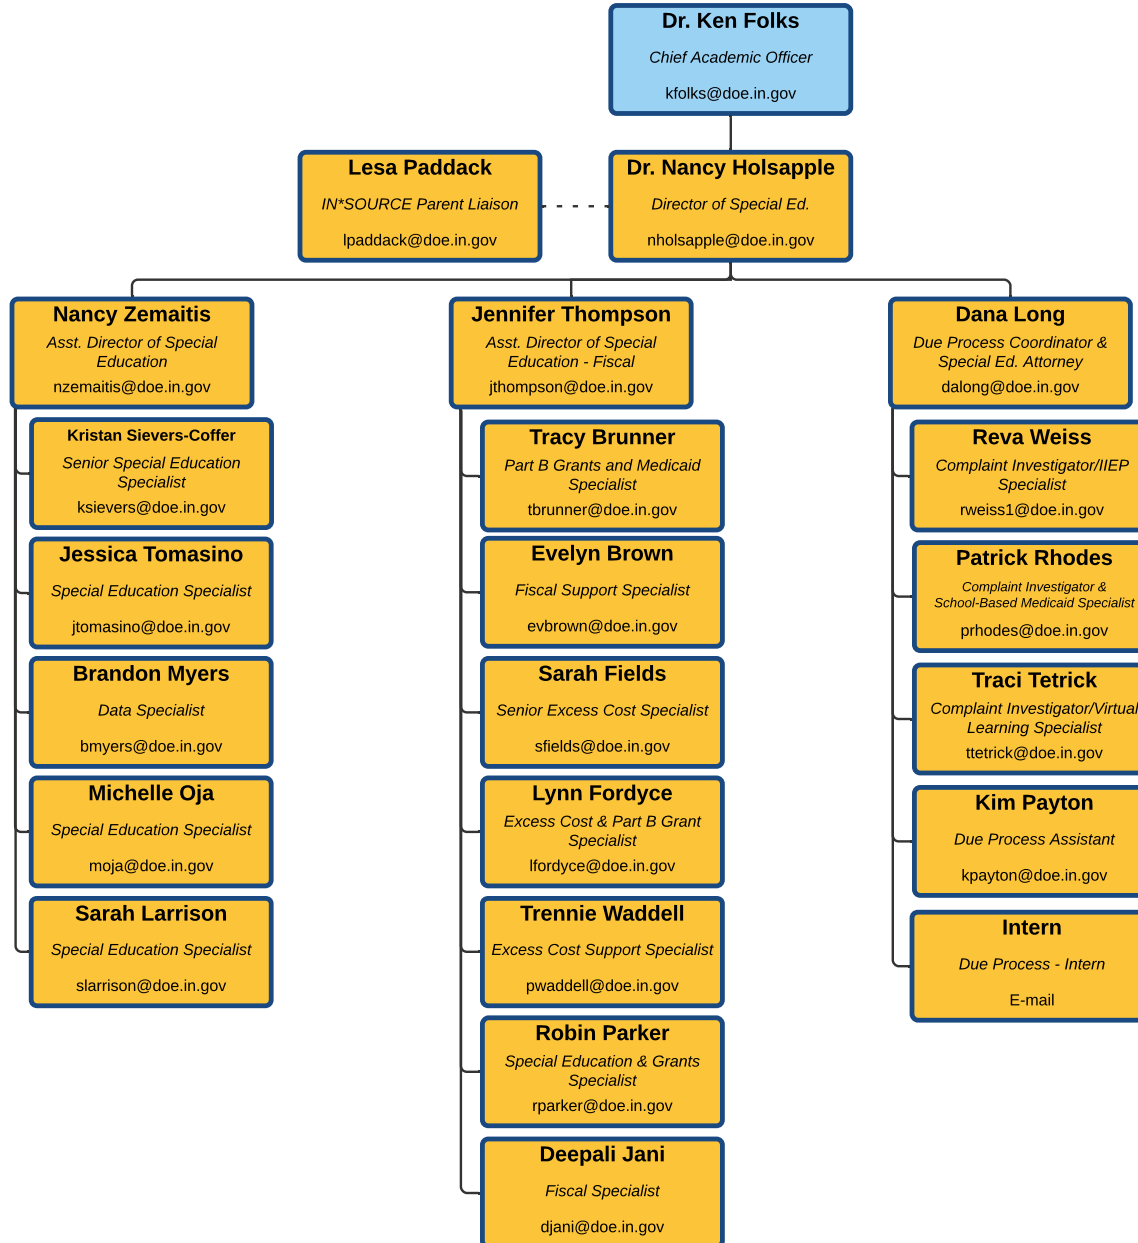 Dr. Ken Folks
Chief Academic Officer
kfolks@doe.in.gov
Lesa Paddack
IN*SOURCE Parent Liaison
lpaddack@doe.in.gov
Dr. Nancy Holsapple
Director of Special Ed.
nholsapple@doe.in.gov
Nancy Zemaitis
Asst. Director of Special
Education
nzemaitis@doe.in.gov
Kristan Sievers-Coffer
Senior Special Education
Specialist
ksievers@doe.in.gov
Jessica Tomasino
Special Education Specialist
jtomasino@doe.in.gov
Brandon Myers
Data Specialist
bmyers@doe.in.gov
Michelle Oja
Special Education Specialist
moja@doe.in.gov
Sarah Larrison
Special Education Specialist
slarrison@doe.in.gov
Jennifer Thompson
Asst. Director of Special
Education - Fiscal
jthompson@doe.in.gov
Tracy Brunner
Part B Grants and Medicaid
Specialist
tbrunner@doe.in.gov
Evelyn Brown
Fiscal Support Specialist
evbrown@doe.in.gov
Sarah Fields
Senior Excess Cost Specialist
sfields@doe.in.gov
Lynn Fordyce
Excess Cost & Part B Grant
Specialist
lfordyce@doe.in.gov
Trennie Waddell
Excess Cost Support Specialist
pwaddell@doe.in.gov
Robin Parker
Special Education & Grants
Specialist
rparker@doe.in.gov
Deepali Jani
Fiscal Specialist
djani@doe.in.gov
Dana Long
Due Process Coordinator &
Special Ed. Attorney
dalong@doe.in.gov
Reva Weiss
Complaint Investigator/IIEP
Specialist
rweiss1@doe.in.gov
Patrick Rhodes
Complaint Investigator &
School-Based Medicaid Specialist
prhodes@doe.in.gov
Traci Tetrick
Complaint Investigator/Virtual
Learning Specialist
ttetrick@doe.in.gov
Kim Payton
Due Process Assistant
kpayton@doe.in.gov
Intern
Due Process - Intern
E-mail